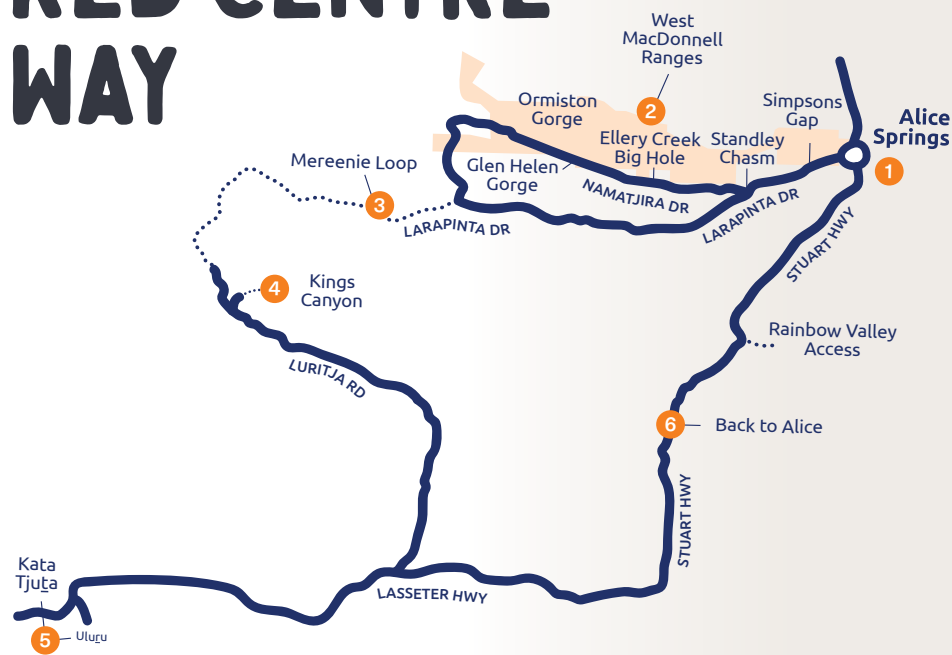 RED CENTRE
WAY
West
MacDonnell
Ranges
2
Ormiston
Gorge
Simpsons
Gap
Alice
Springs
1
Ellery Creek
Big Hole
Standley
Chasm
Mereenie Loop
3
Glen Helen
Gorge
NAMATJIRA DR
LARAPINTA DR
LARAPINTA DR
STUART HWY
4
Kings
Canyon
Rainbow Valley
Access
LURITJA RD
6
Back to Alice
STUART HWY
Kata
Tjuṯa
LASSETER HWY
5
Uluṟu